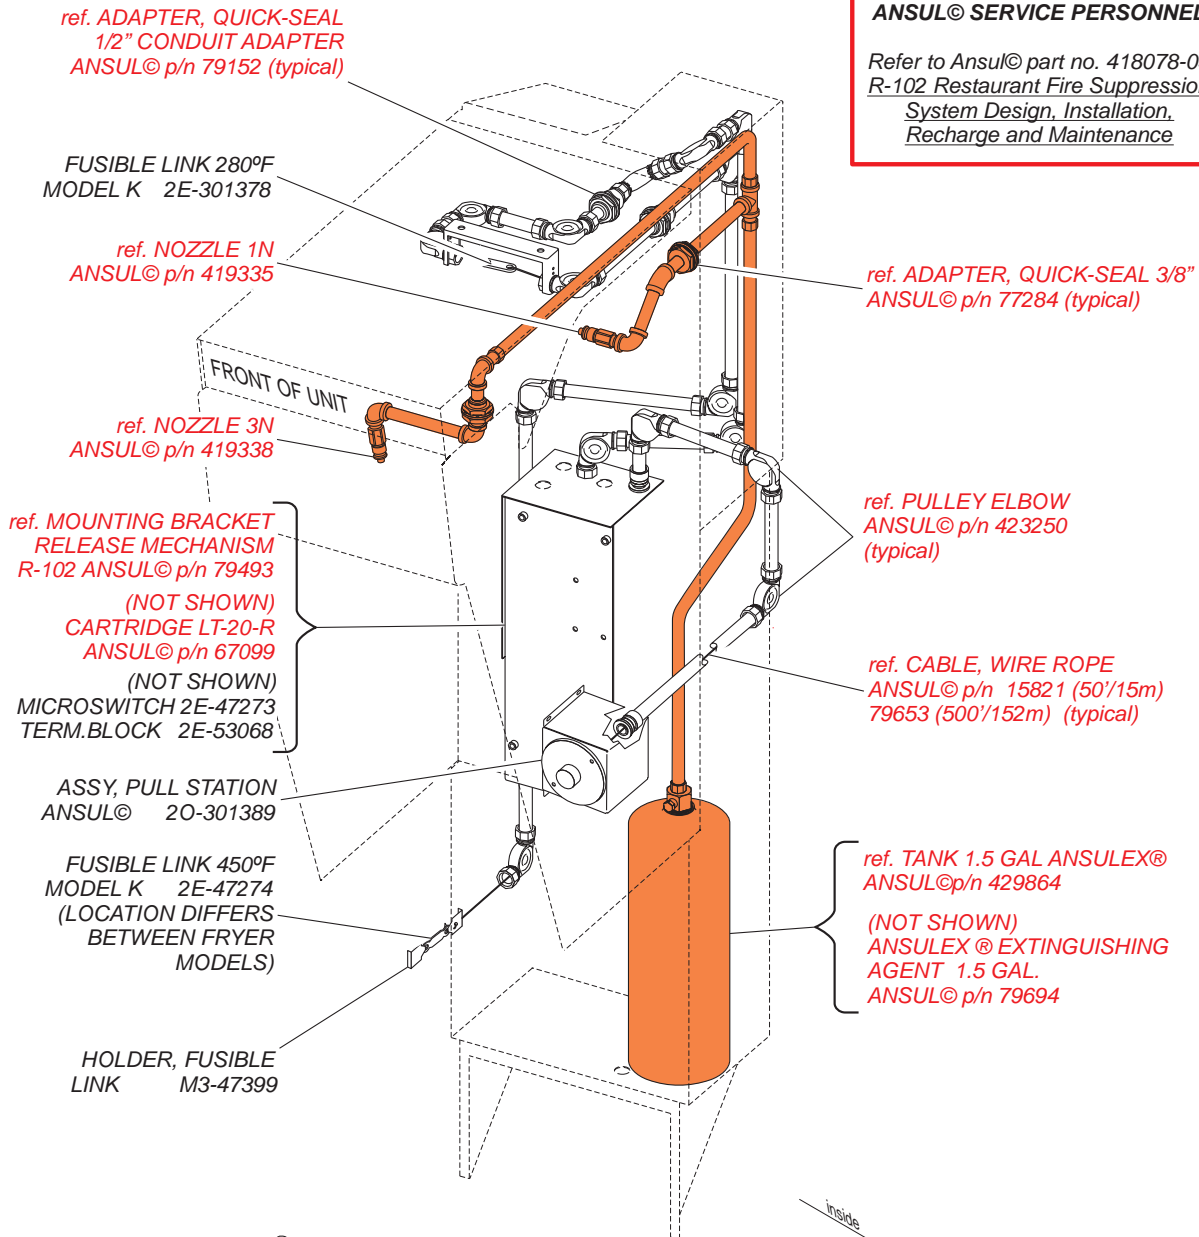 ref. ADAPTER, QUICK-SEAL
1/2” CONDUIT ADAPTER
ANSUL© p/n 79152 (typical)
ANSUL© SERVICE PERSONNEL
Refer to Ansul© part no. 418078-0
R-102 Restaurant Fire Suppression
System Design, Installation,
Recharge and Maintenance
FUSIBLE LINK 280ºF
MODEL K 2E-301378
ref. NOZZLE 1N
ANSUL© p/n 419335
ref. ADAPTER, QUICK-SEAL 3/8”
ANSUL© p/n 77284 (typical)
FRONT OF UNIT
ref. NOZZLE 3N
ANSUL© p/n 419338
ref. MOUNTING BRACKET
RELEASE MECHANISM
R-102 ANSUL© p/n 79493
(NOT SHOWN)
CARTRIDGE LT-20-R
ANSUL© p/n 67099
(NOT SHOWN)
MICROSWITCH 2E-47273
TERM.BLOCK 2E-53068
ref. PULLEY ELBOW
ANSUL© p/n 423250
(typical)
ref. CABLE, WIRE ROPE
ANSUL© p/n 15821 (50’/15m)
79653 (500’/152m) (typical)
ASSY, PULL STATION
ANSUL© 2O-301389
FUSIBLE LINK 450ºF
MODEL K 2E-47274
(LOCATION DIFFERS
BETWEEN FRYER
MODELS)
ref. TANK 1.5 GAL ANSULEX®
ANSUL©p/n 429864
(NOT SHOWN)
ANSULEX ® EXTINGUISHING
AGENT 1.5 GAL.
ANSUL© p/n 79694
HOLDER, FUSIBLE
LINK M3-47399
inside